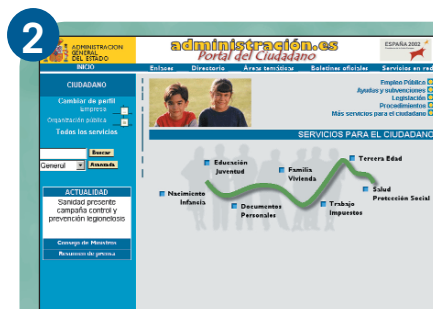 2
ADMINISTRACION
GENERAL
DEL ESTADO
administración.es
Portal del Ciudadano
ESPAÑA 2002
INICIO
Enlaces Directorio Áreas temáticas Boletines oficiales Servicios en red
CIUDADANO
Cambiar de perfil
Empresa
Organización pública
Todos los servicios
Buscar
General
Avanzada
ACTUALIDAD
Sanidad presente
campaña control y
prevención legionelosis
Consejo de Ministros
Resumen de prensa
Empleo Público
Ayudas y subvenciones
Legislación
Procedimientos
Más servicios para el ciudadano
SERVICIOS PARA EL CIUDADANO
Nacimiento
Infancia
Educación
Juventud
Documentos
Personales
Familia
Vivienda
Trabajo
Impuestos
Tercera Edad
Salud
Protección Social